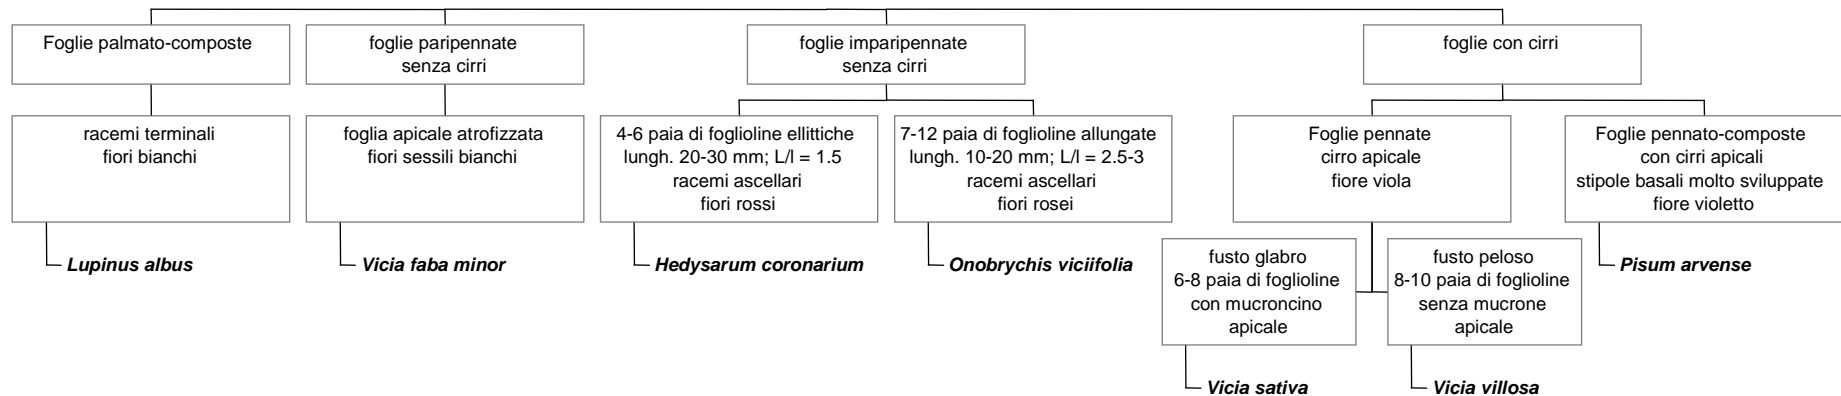 Foglie palmato-composte
foglie paripennate
senza cirri
foglie imparipennate
senza cirri
foglie con cirri
racemi terminali
fiori bianchi
foglia apicale atrofizzata
fiori sessili bianchi
4-6 paia di foglioline ellittiche
lungh. 20-30 mm; L/l = 1.5
racemi ascellari
fiori rossi
7-12 paia di foglioline allungate
lungh. 10-20 mm; L/l = 2.5-3
racemi ascellari
fiori rosei
Foglie pennate
cirro apicale
fiore viola
Foglie pennato-composte
con cirri apicali
stipole basali molto sviluppate
fiore violetto
Lupinus albus
Vicia faba minor
Hedysarum coronarium
Onobrychis viciifolia
fusto glabro
6-8 paia di foglioline
con mucroncino
apicale
fusto peloso
8-10 paia di foglioline
senza mucrone
apicale
Pisum arvense
Vicia sativa
Vicia villosa